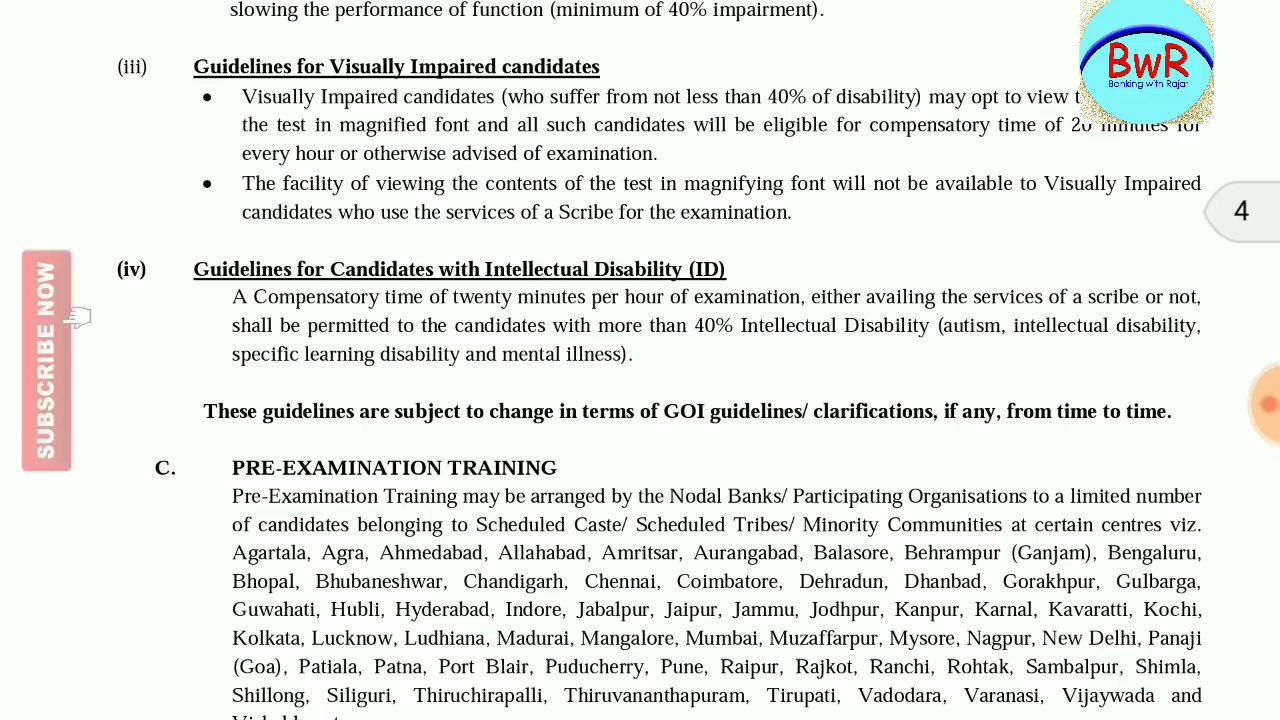 slowing the performance of function (minimum of 40% impairment).
BWR
Banking with Rajat
(iii) Guidelines for Visually Impaired candidates
• Visually Impaired candidates (who suffer from not less than 40% of disability) may opt to view
the test in magnified font and all such candidates will be eligible for compensatory time of 20 minutes for
every hour or otherwise advised of examination.
• The facility of viewing the contents of the test in magnifying font will not be available to Visually Impaired
candidates who use the services of a Scribe for the examination.
4
(iv) Guidelines for Candidates with Intellectual Disability (ID)
A Compensatory time of twenty minutes per hour of examination, either availing the services of a scribe or not,
shall be permitted to the candidates with more than 40% Intellectual Disability (autism, intellectual disability,
specific learning disability and mental illness).
SUBSCRIBE NOW
These guidelines are subject to change in terms of GOI guidelines/ clarifications, if any, from time to time.
C. PRE-EXAMINATION TRAINING
Pre-Examination Training may be arranged by the Nodal Banks/ Participating Organisations to a limited number
of candidates belonging to Scheduled Caste/ Scheduled Tribes/ Minority Communities at certain centres viz.
Agartala, Agra, Ahmedabad, Allahabad, Amritsar, Aurangabad, Balasore, Behrampur (Ganjam), Bengaluru,
Bhopal, Bhubaneshwar, Chandigarh, Chennai, Coimbatore, Dehradun, Dhanbad, Gorakhpur, Gulbarga,
Guwahati, Hubli, Hyderabad, Indore, Jabalpur, Jaipur, Jammu, Jodhpur, Kanpur, Karnal, Kavaratti, Kochi,
Kolkata, Lucknow, Ludhiana, Madurai, Mangalore, Mumbai, Muzaffarpur, Mysore, Nagpur, New Delhi, Panaji
(Goa), Patiala, Patna, Port Blair, Puducherry, Pune, Raipur, Rajkot, Ranchi, Rohtak, Sambalpur, Shimla,
Shillong, Siliguri, Thiruchirapalli, Thiruvananthapuram, Tirupati, Vadodara, Varanasi, Vijaywada and